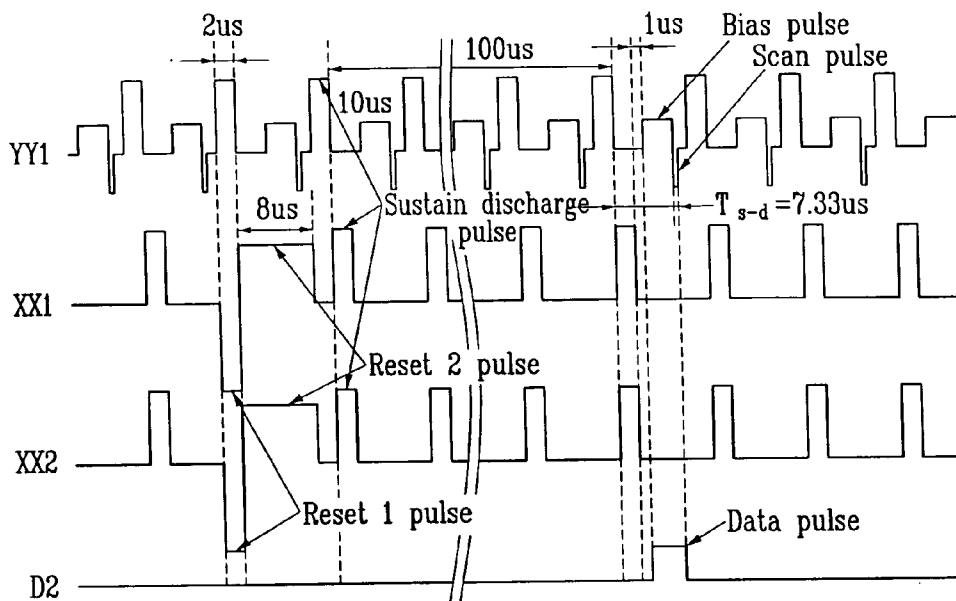 2us
1us
Bias pulse
Scan pulse
100us
10us
YY1
8us
Sustain discharge
pulse
T s-d =7.33us
XX1
Reset 2 pulse
XX2
Reset 1 pulse
Data pulse
D2